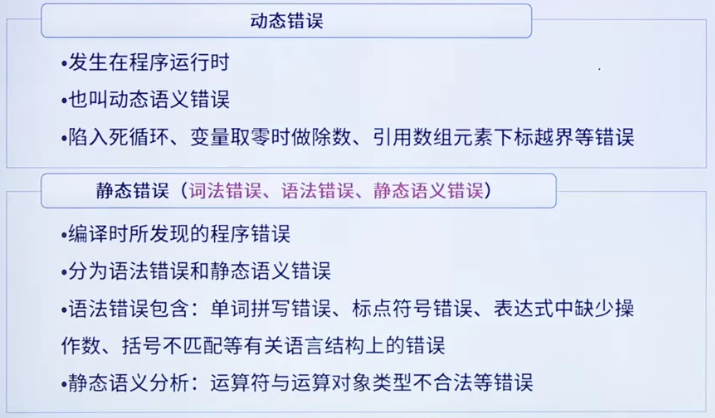 动态错误
•发生在程序运行时
•也叫动态语义错误
•陷入死循环、变量取零时做除数、引用数组元素下标越界等错误
静态错误（词法错误、语法错误、静态语义错误）
•编译时所发现的程序错误
•分为语法错误和静态语义错误
•语法错误包含：单词拼写错误、标点符号错误、表达式中缺少操
作数、括号不匹配等有关语言结构上的错误
•静态语义分析：运算符与运算对象类型不合法等错误